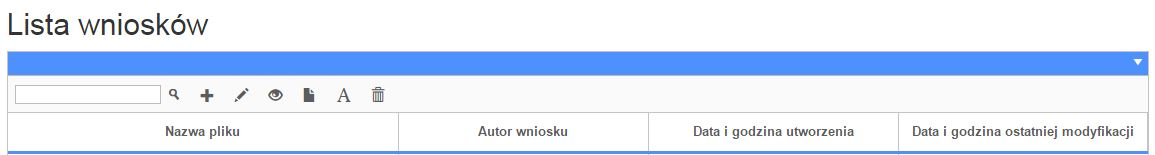 Lista wniosków
Nazwa pliku Autor wniosku Data i godzina utworzenia Data i godzina ostatniej modyfikacji